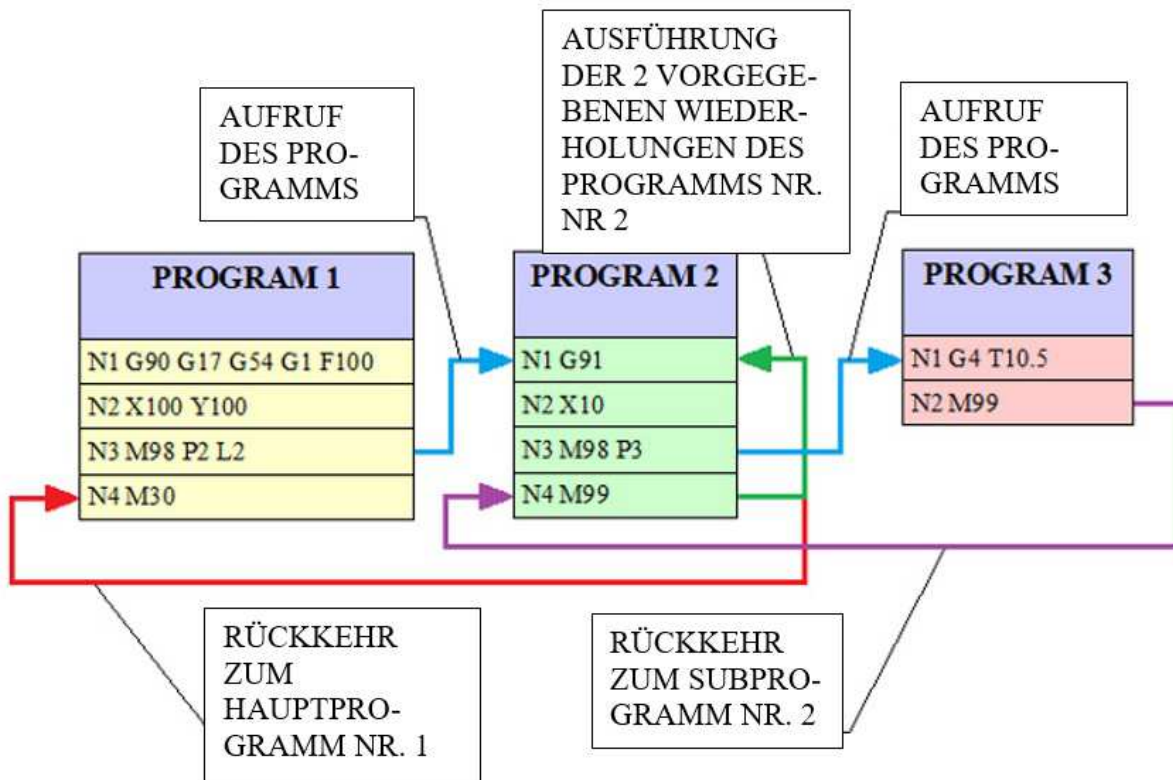 AUSFÜHRUNG
DER 2 VORGEGE-
BENEN WIEDER-
HOLUNGEN DES
PROGRAMMS NR.
NR 2
AUFRUF
DES PRO-
GRAMMS
AUFRUF
DES PRO-
GRAMMS
PROGRAM 1
N1 G90 G17 G54 G1 F100
N2 X100 Y100
N3 M98 P2 L2
N4 M30
PROGRAM 2
N1 G91
N2 X10
N3 M98 P3
N4 M99
PROGRAM 3
N1 G4 T10.5
N2 M99
RÜCKKEHR
ZUM
HAUPTPRO-
GRAMM NR. 1
RÜCKKEHR
ZUM SUBPRO-
GRAMM NR. 2